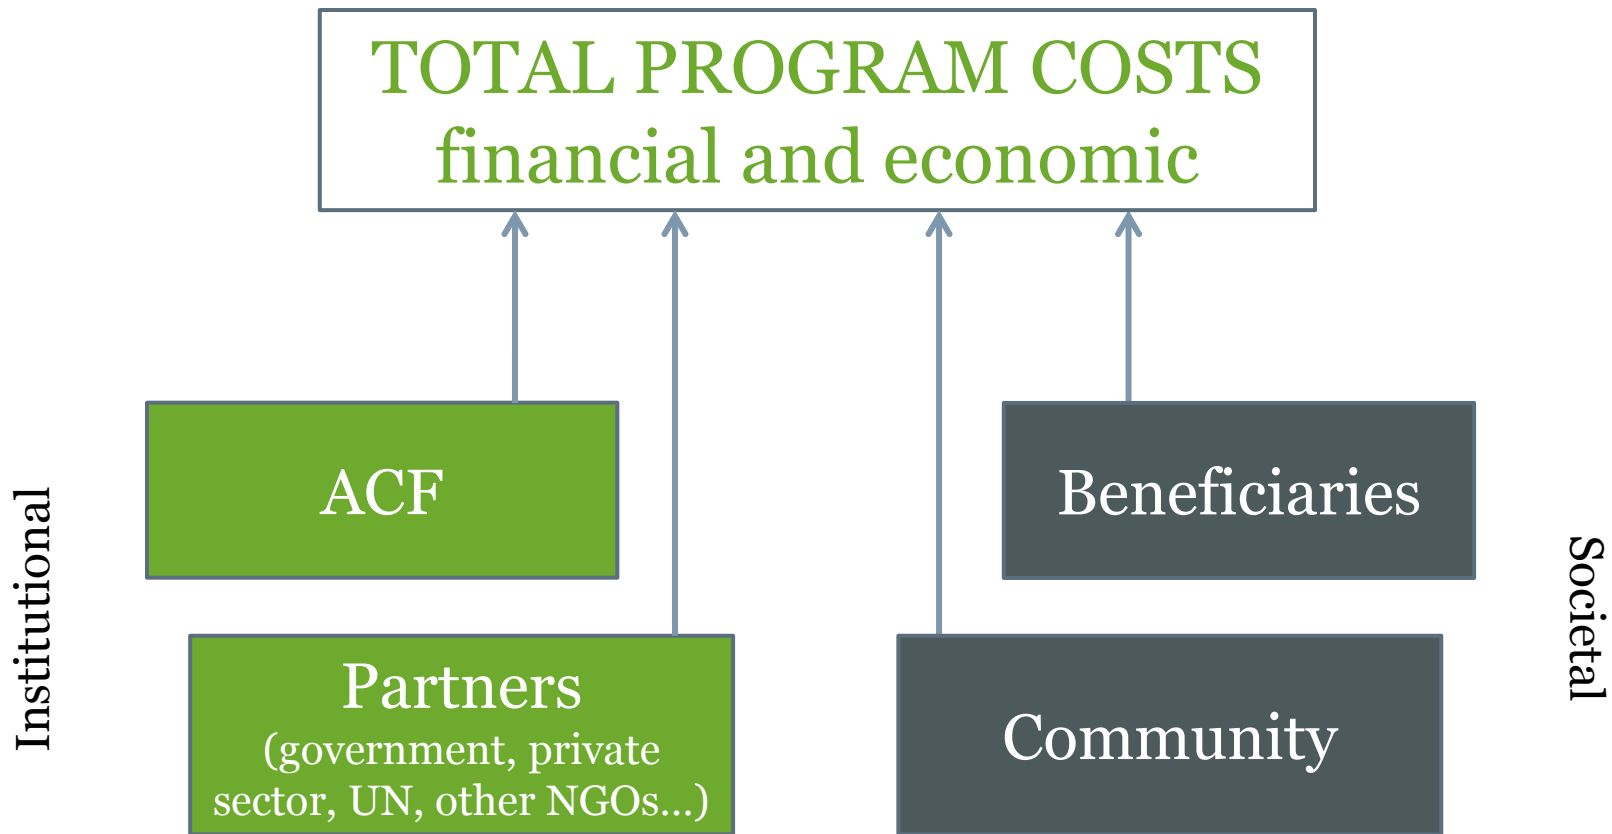 TOTAL PROGRAM COSTS
financial and economic
ACF
Beneficiaries
Institutional
Societal
Partners
(government, private
sector, UN, other NGOs...)
Community